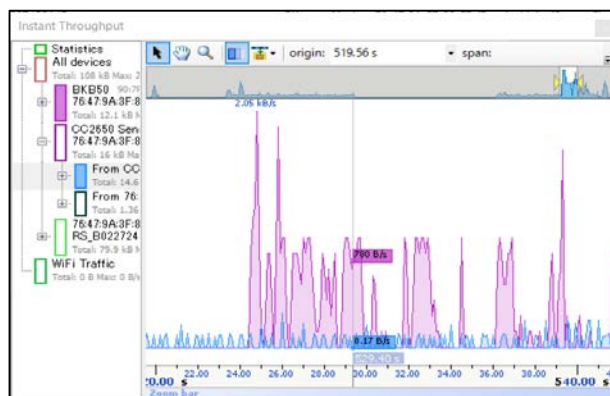 Instant Throughput
Statistics
All devices
Total: 108 kB Max: 2
BKB50
76:47:9A:3F:8
Total: 12.1 kB
CC2650 Sen
76:47:9A:3F:8
Total: 16 kB Ma
From CC
Total: 14.6
From 76:
Total: 1.36
76:47:9A:3F:8
RS_B022724
Total: 79.9 kB
WiFi Traffic
Total: 0 B Max: 0 B/
origin: 519.56 s
span:
2.05 kB/s
780 B/s
529.40 s
20.00 s
22.00
24.00
26.00
28.00
30.00
32.00
34.00
36.00
38.00
540.00
Zoom bar